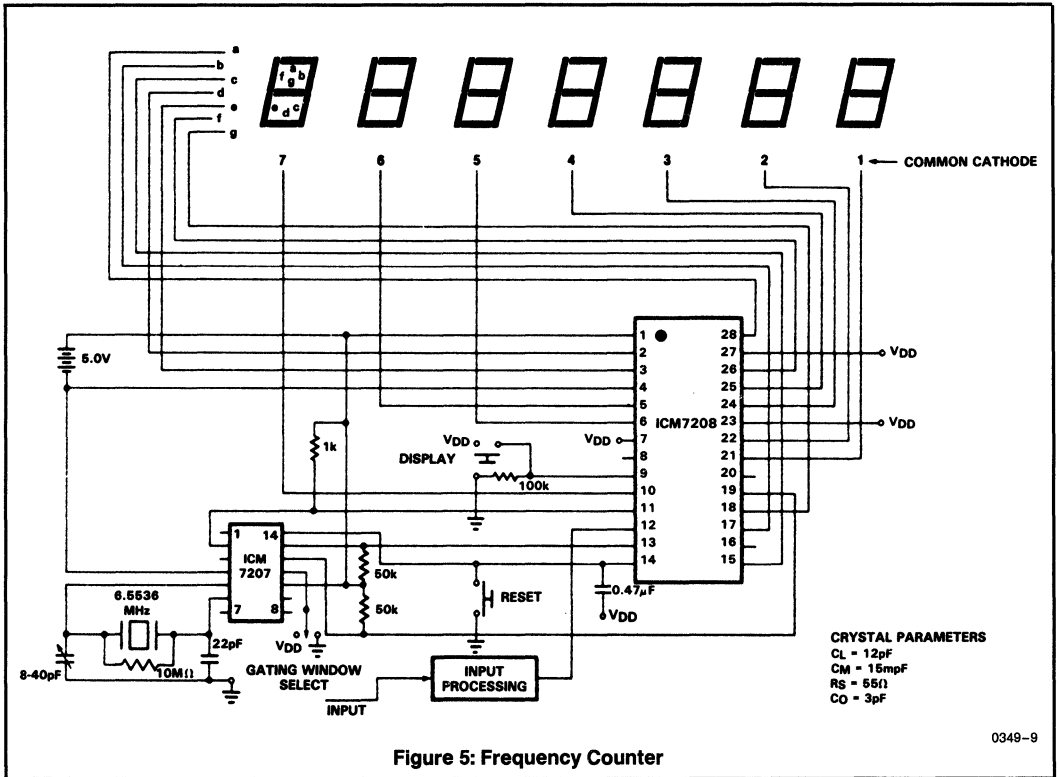 a
b
c
d
e
f
g
a
f b
g
e c
d
7 6 5 4 3 2 1 COMMON CATHODE
5.0V
1k
VDD
DISPLAY
100k
VDD
1 28
2 27
3 26
4 25
5 24
6 ICM7208 23
7 22
8 21
9 20
10 19
11 18
12 17
13 16
14 15
VDD
VDD
1 14
ICM
7207
7 8
50k
50k
RESET
0.47μF
VDD
6.5536
MHz
22pF
10MΩ
8-40pF
VDD
GATING WINDOW
SELECT
INPUT
INPUT
PROCESSING
CRYSTAL PARAMETERS
CL = 12pF
CM = 15mpF
RS = 55Ω
CO = 3pF
0349–9
Figure 5: Frequency Counter